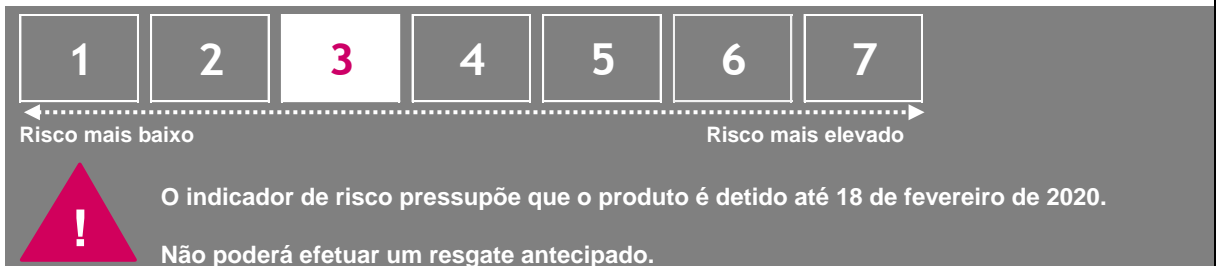 1 2 3 4 5 6 7
Risco mais baixo Risco mais elevado
! O indicador de risco pressupõe que o produto é detido até 18 de fevereiro de 2020.
Não poderá efetuar um resgate antecipado.